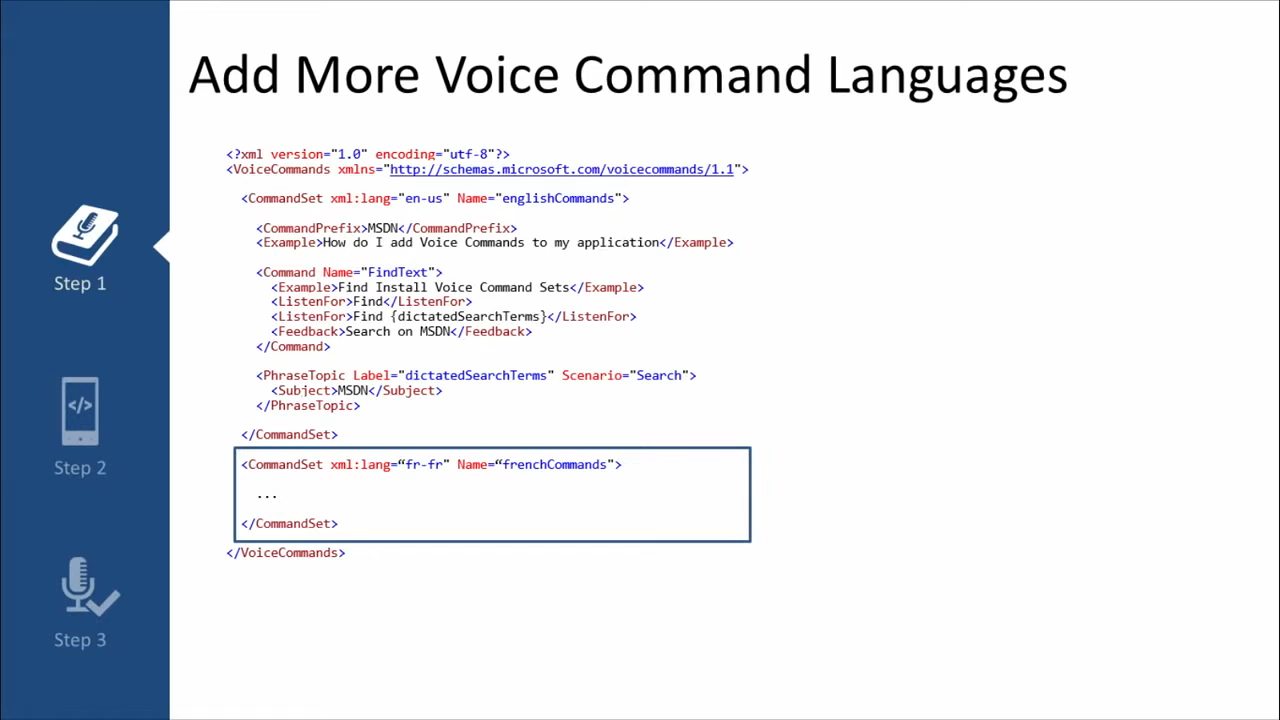 Add More Voice Command Languages
<?xml version="1.0" encoding="utf-8"?>
<VoiceCommands xmlns="http://schemas.microsoft.com/voicecommands/1.1">
<CommandSet xml:lang="en-us" Name="englishCommands">
<CommandPrefix>MSDN</CommandPrefix>
<Example>How do I add Voice Commands to my application</Example>
<Command Name="FindText">
<Example>Find Install Voice Command Sets</Example>
<ListenFor>Find</ListenFor>
<ListenFor>Find {dictatedSearchTerms}</ListenFor>
<Feedback>Search on MSDN</Feedback>
</Command>
<PhraseTopic Label="dictatedSearchTerms" Scenario="Search">
<Subject>MSDN</Subject>
</PhraseTopic>
</CommandSet>
<CommandSet xml:lang=“fr-fr" Name=“frenchCommands">
...
</CommandSet>
</VoiceCommands>
Step 1
</>
Step 2
Step 3